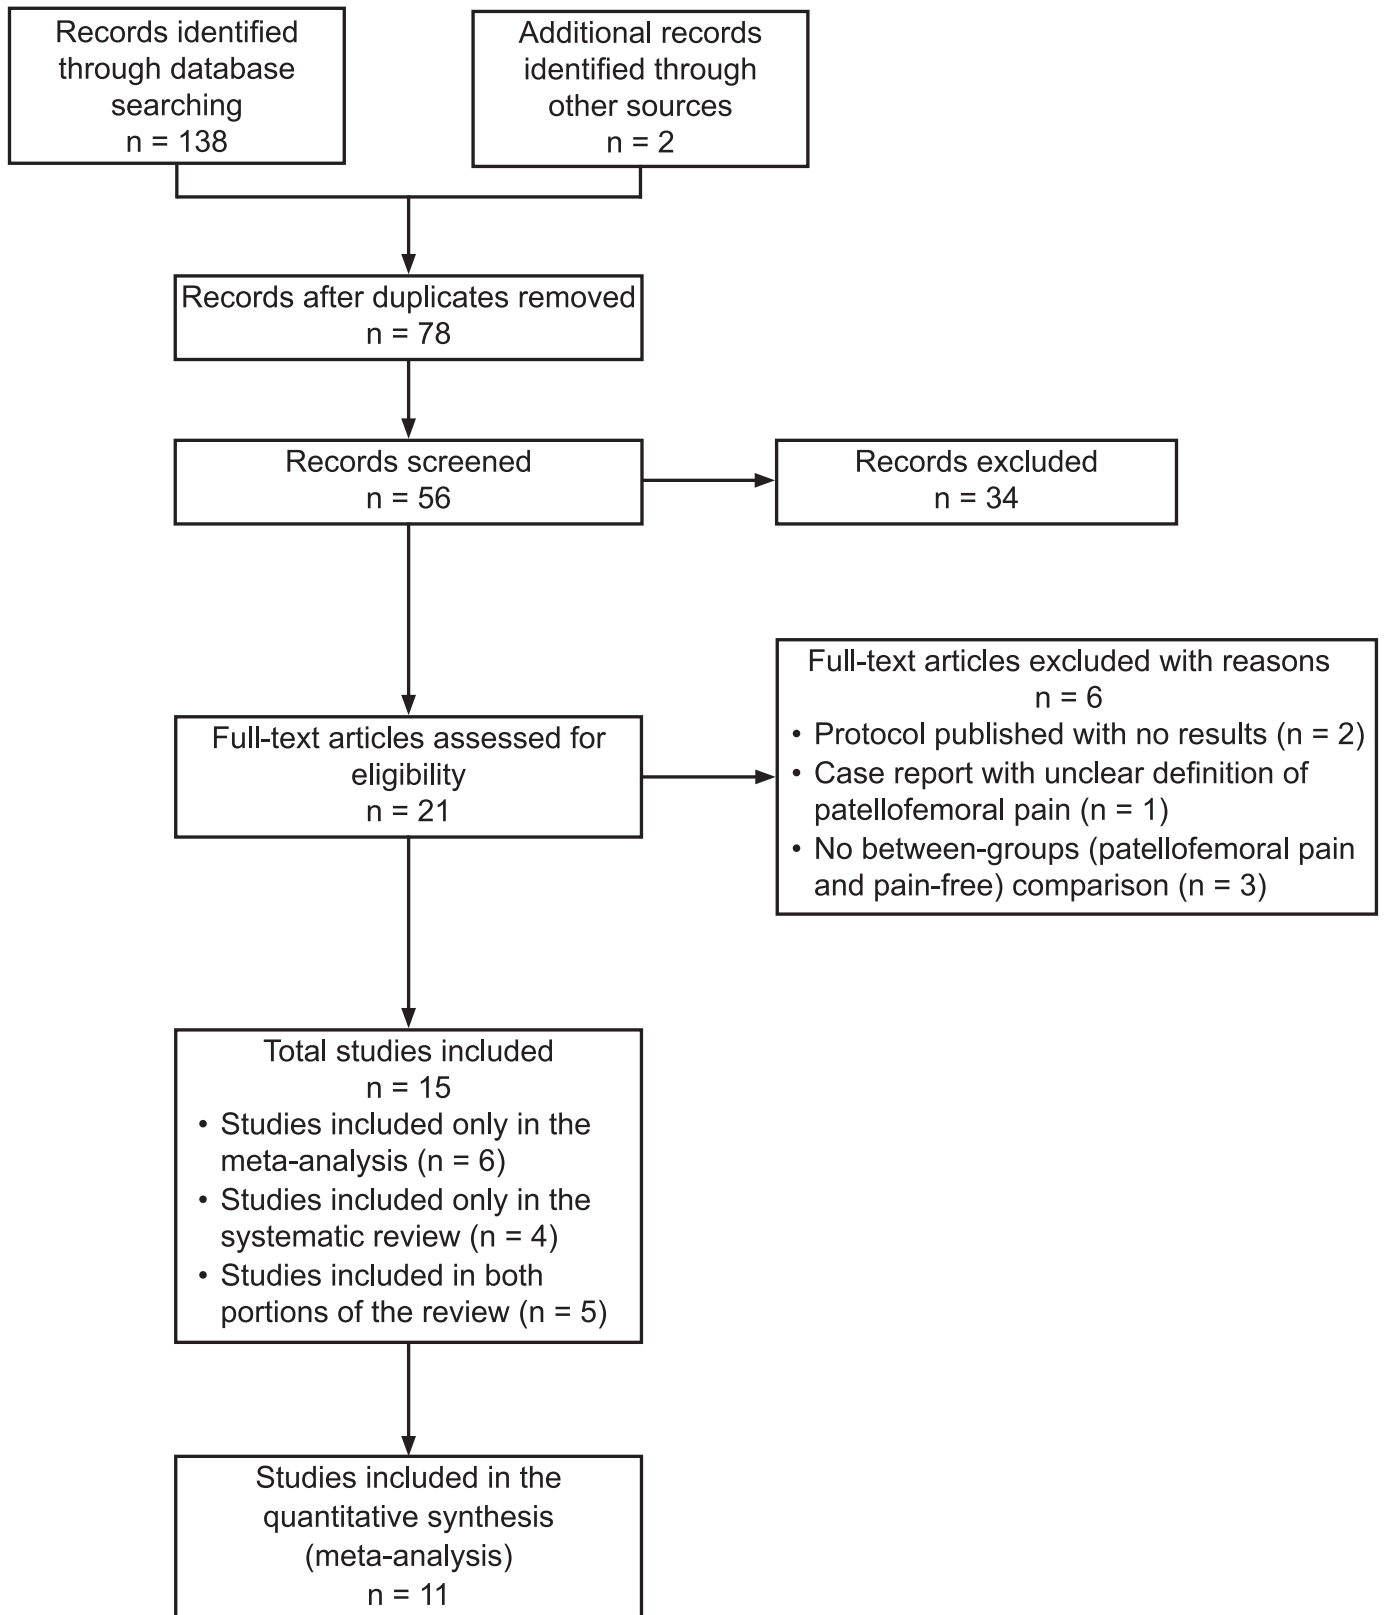 Records identified
through database
searching
n = 138
Additional records
identified through
other sources
n = 2
Records after duplicates removed
n = 78
Records screened
n = 56
Records excluded
n = 34
Full-text articles assessed for
eligibility
n = 21
Full-text articles excluded with reasons
n = 6
• Protocol published with no results (n = 2)
• Case report with unclear definition of
patellofemoral pain (n = 1)
• No between-groups (patellofemoral pain
and pain-free) comparison (n = 3)
Total studies included
n = 15
• Studies included only in the
meta-analysis (n = 6)
• Studies included only in the
systematic review (n = 4)
• Studies included in both
portions of the review (n = 5)
Studies included in the
quantitative synthesis
(meta-analysis)
n = 11